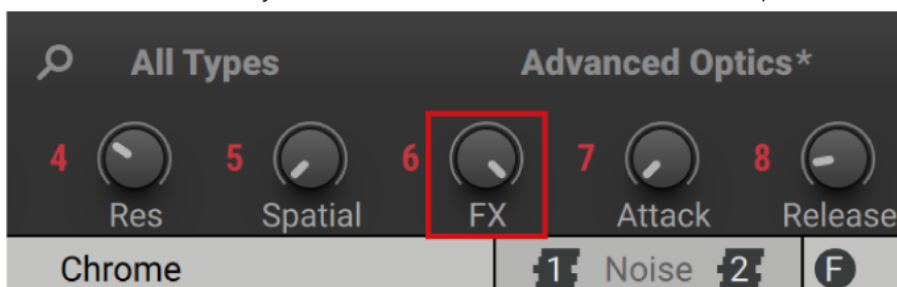 All Types Advanced Optics*
4 5 6 7 8
Res Spatial FX Attack Release
Chrome 1 Noise 2 F